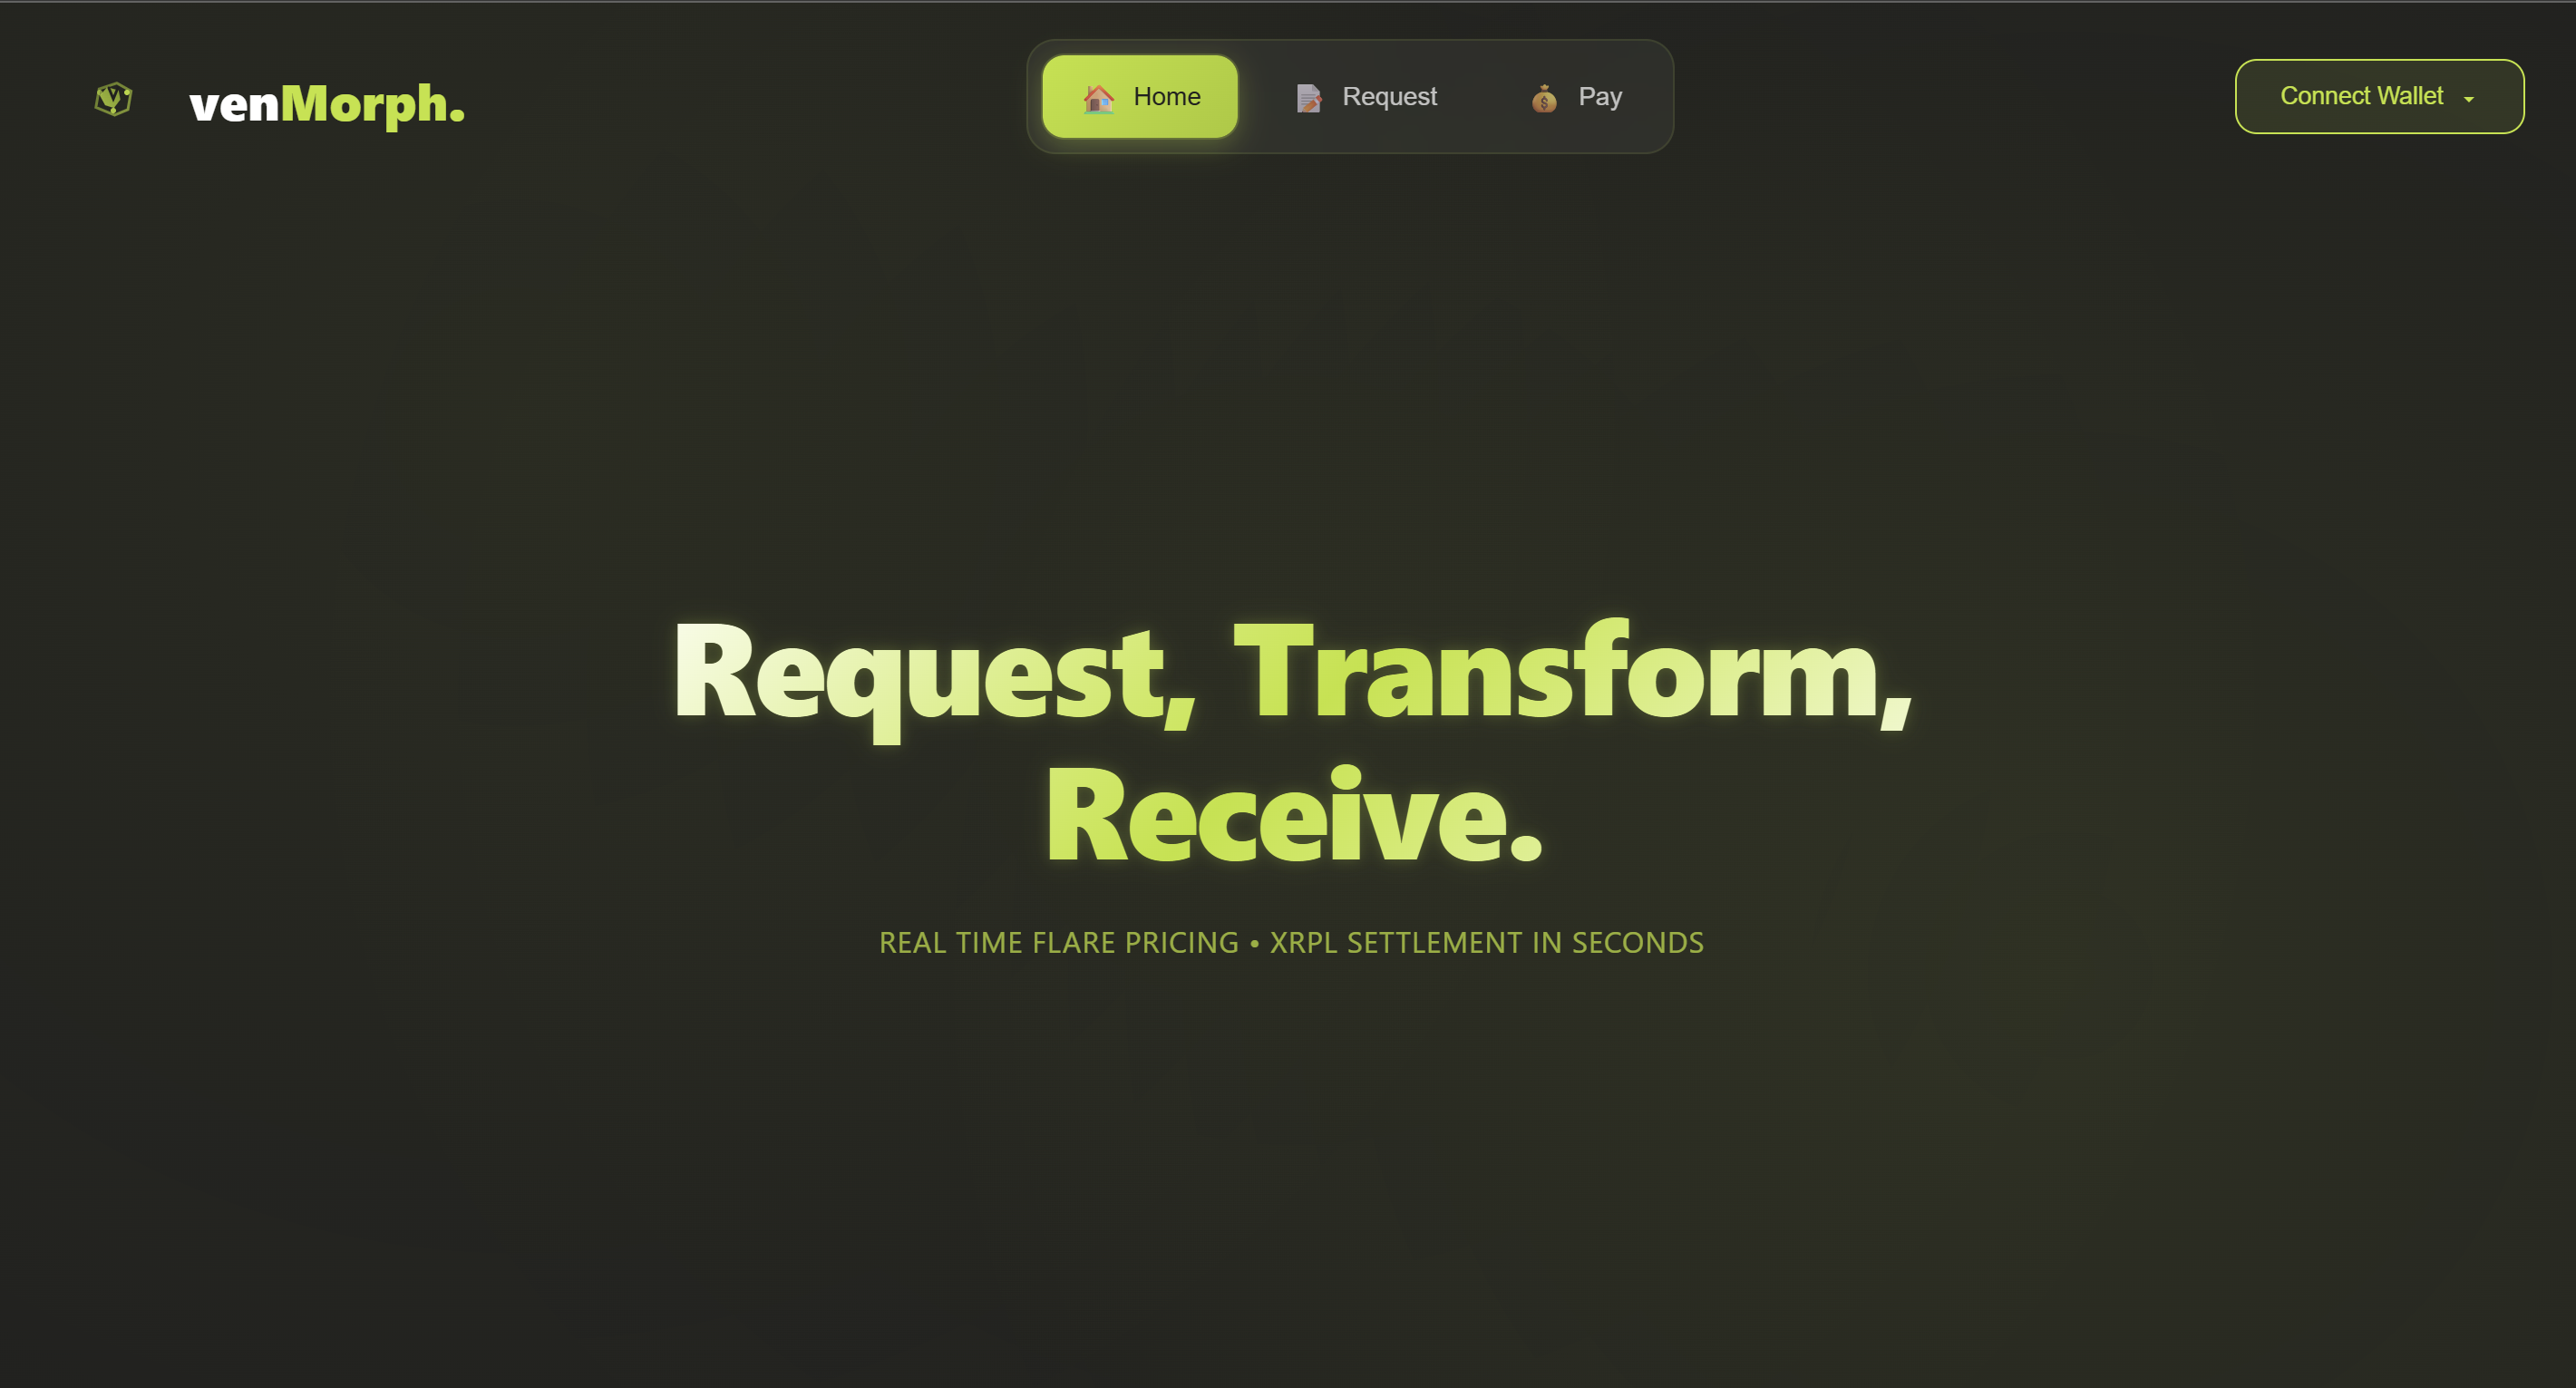 venMorph.
Home
Request
Pay
Connect Wallet
Request, Transform,
Receive.
REAL TIME FLARE PRICING • XRPL SETTLEMENT IN SECONDS